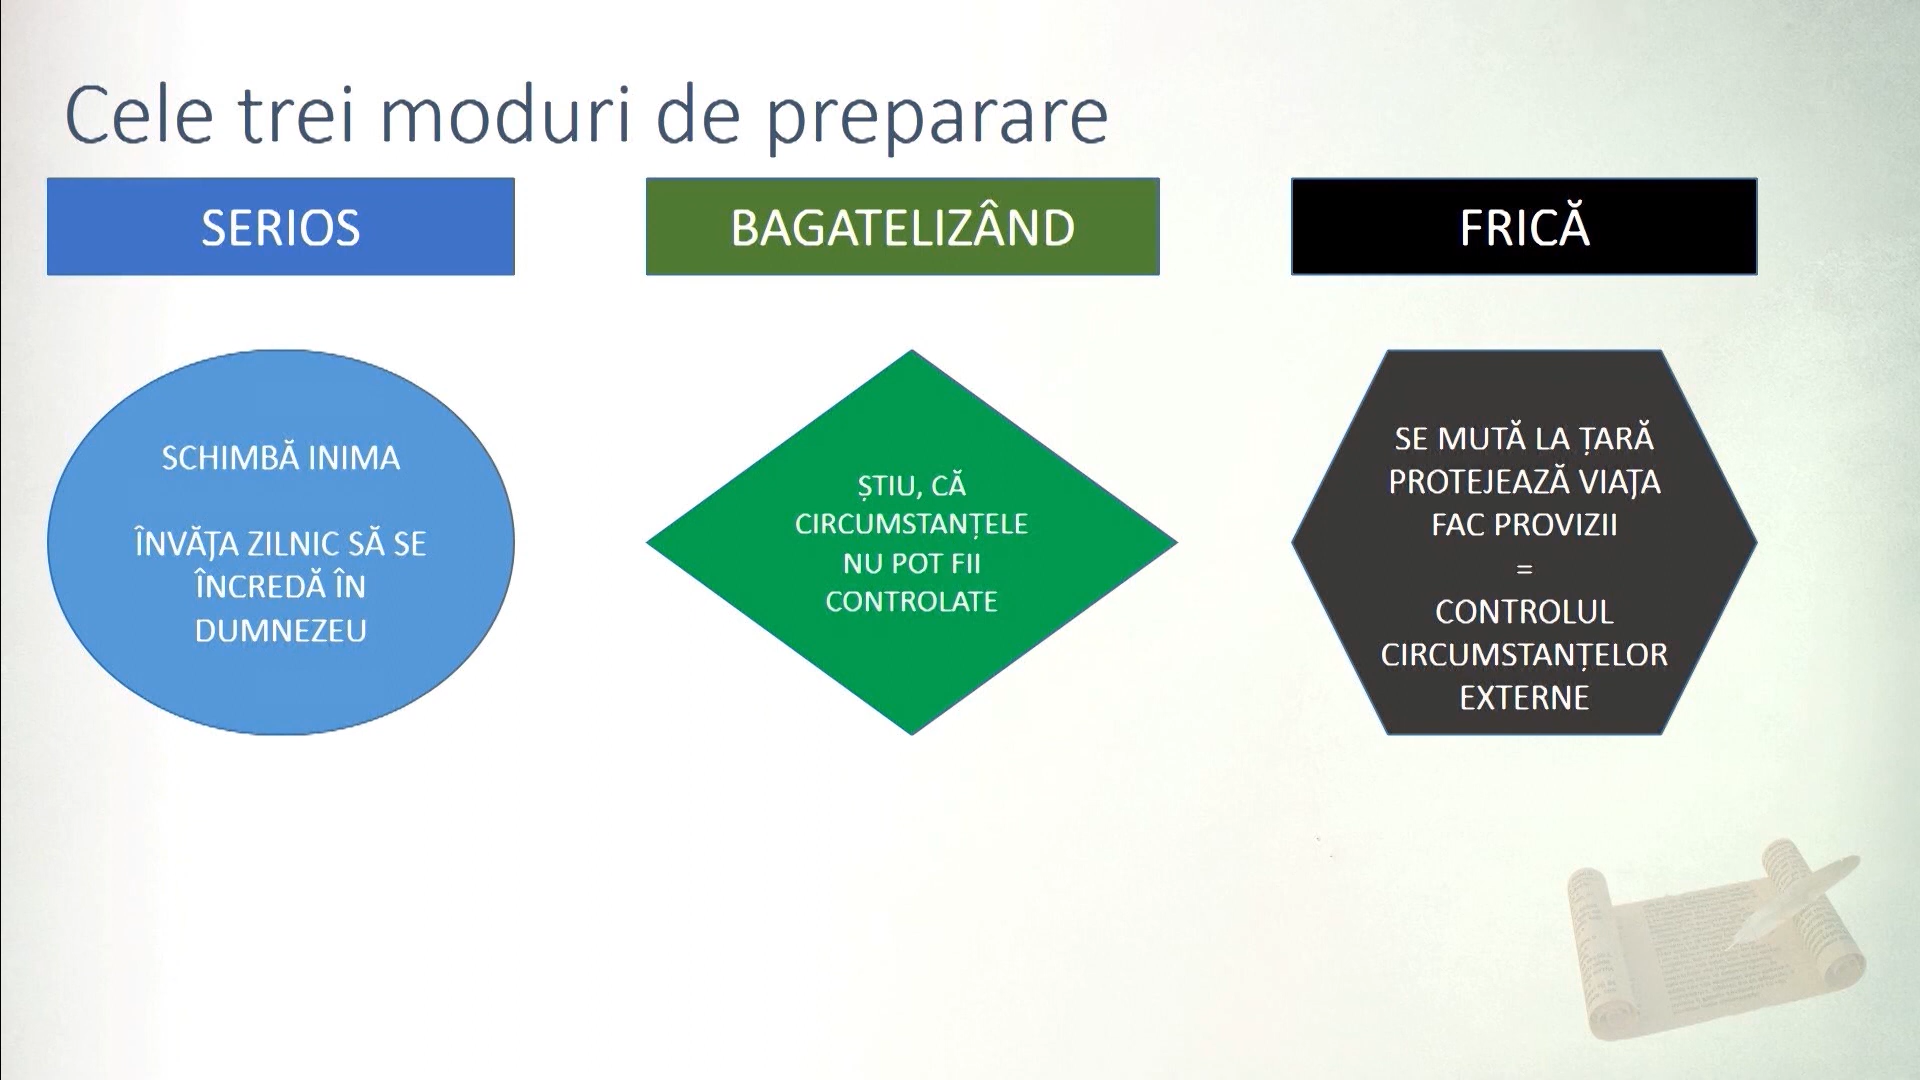 Cele trei moduri de preparare
SERIOS
BAGATELIZÂND
FRICĂ
SCHIMBĂ INIMA
ÎNVĂȚA ZILNIC SĂ SE
ÎNCREDĂ ÎN
DUMNEZEU
ȘTIU, CĂ
CIRCUMSTANȚELE
NU POT FII
CONTROLATE
SE MUTĂ LA ȚARĂ
PROTEJEAZĂ VIAȚA
FAC PROVIZII
=
CONTROLUL
CIRCUMSTANȚELOR
EXTERNE